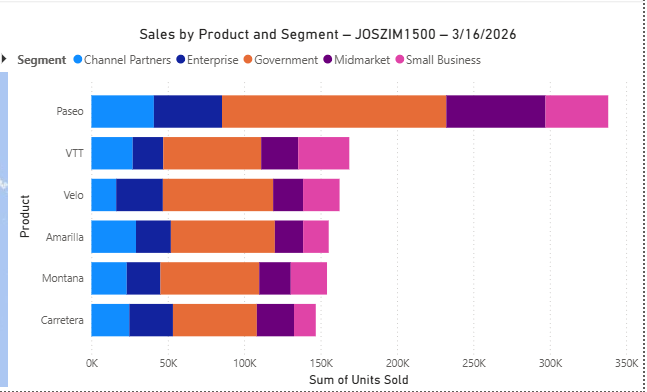 Sales by Product and Segment – JOSZIM1500 – 3/16/2026
Segment Channel Partners Enterprise Government Midmarket Small Business
Product
Paseo
VTT
Velo
Amarilla
Montana
Carretera
0K 50K 100K 150K 200K 250K 300K 350K
Sum of Units Sold